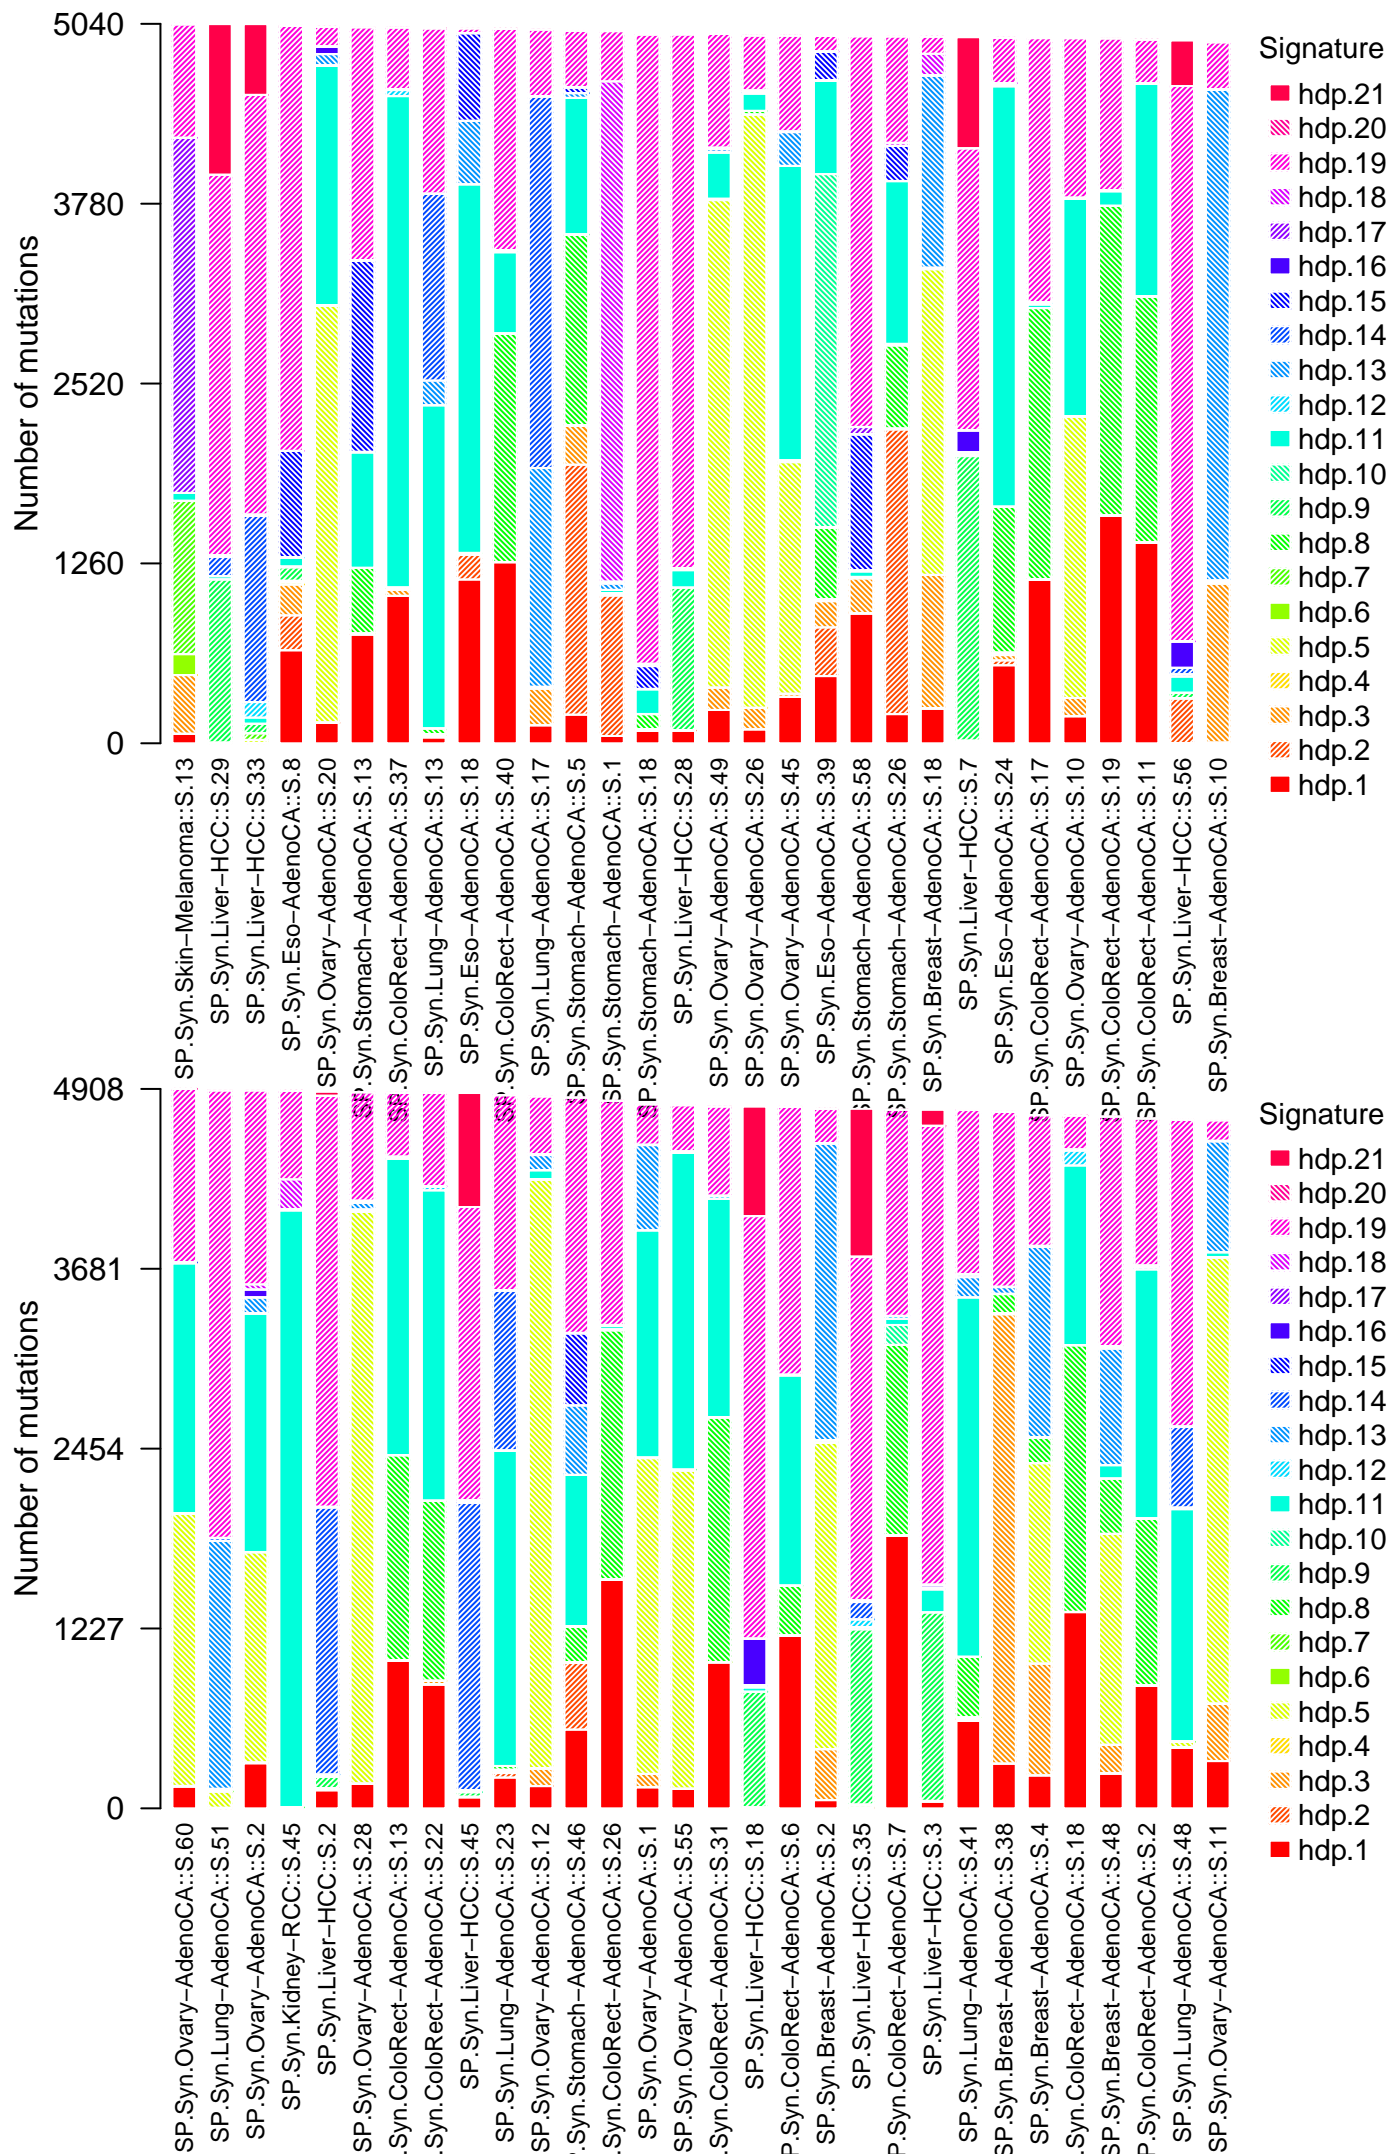 Number of mutations
5040
3780
2520
1260
0
Signature
hdp.21
hdp.20
hdp.19
hdp.18
hdp.17
hdp.16
hdp.15
hdp.14
hdp.13
hdp.12
hdp.11
hdp.10
hdp.9
hdp.8
hdp.7
hdp.6
hdp.5
hdp.4
hdp.3
hdp.2
hdp.1
SP.Syn.Skin−Melanoma::S.13
SP.Syn.Liver−HCC::S.29
SP.Syn.Liver−HCC::S.33
SP.Syn.Eso−AdenoCA::S.8
SP.Syn.Ovary−AdenoCA::S.20
SP.Syn.Stomach−AdenoCA::S.13
SP.Syn.ColoRect−AdenoCA::S.37
SP.Syn.Lung−AdenoCA::S.13
SP.Syn.Eso−AdenoCA::S.18
SP.Syn.ColoRect−AdenoCA::S.40
SP.Syn.Lung−AdenoCA::S.17
SP.Syn.Stomach−AdenoCA::S.5
SP.Syn.Stomach−AdenoCA::S.1
SP.Syn.Stomach−AdenoCA::S.18
SP.Syn.Liver−HCC::S.28
SP.Syn.Ovary−AdenoCA::S.49
SP.Syn.Ovary−AdenoCA::S.26
SP.Syn.Ovary−AdenoCA::S.45
SP.Syn.Eso−AdenoCA::S.39
SP.Syn.Stomach−AdenoCA::S.58
SP.Syn.Stomach−AdenoCA::S.26
SP.Syn.Breast−AdenoCA::S.18
SP.Syn.Liver−HCC::S.7
SP.Syn.Eso−AdenoCA::S.24
SP.Syn.ColoRect−AdenoCA::S.17
SP.Syn.Ovary−AdenoCA::S.10
SP.Syn.ColoRect−AdenoCA::S.19
SP.Syn.ColoRect−AdenoCA::S.11
SP.Syn.Liver−HCC::S.56
SP.Syn.Breast−AdenoCA::S.10
Number of mutations
4908
3681
2454
1227
0
Signature
hdp.21
hdp.20
hdp.19
hdp.18
hdp.17
hdp.16
hdp.15
hdp.14
hdp.13
hdp.12
hdp.11
hdp.10
hdp.9
hdp.8
hdp.7
hdp.6
hdp.5
hdp.4
hdp.3
hdp.2
hdp.1
SP.Syn.Ovary−AdenoCA::S.60
SP.Syn.Lung−AdenoCA::S.51
SP.Syn.Ovary−AdenoCA::S.2
SP.Syn.Kidney−RCC::S.45
SP.Syn.Liver−HCC::S.2
SP.Syn.Ovary−AdenoCA::S.28
.Syn.ColoRect−AdenoCA::S.13
.Syn.ColoRect−AdenoCA::S.22
SP.Syn.Liver−HCC::S.45
SP.Syn.Lung−AdenoCA::S.23
SP.Syn.Ovary−AdenoCA::S.12
P.Syn.Stomach−AdenoCA::S.46
.Syn.ColoRect−AdenoCA::S.26
SP.Syn.Ovary−AdenoCA::S.1
SP.Syn.Ovary−AdenoCA::S.55
.Syn.ColoRect−AdenoCA::S.31
SP.Syn.Liver−HCC::S.18
P.Syn.ColoRect−AdenoCA::S.6
SP.Syn.Breast−AdenoCA::S.2
SP.Syn.Liver−HCC::S.35
P.Syn.ColoRect−AdenoCA::S.7
SP.Syn.Liver−HCC::S.3
SP.Syn.Lung−AdenoCA::S.41
SP.Syn.Breast−AdenoCA::S.38
SP.Syn.Breast−AdenoCA::S.4
.Syn.ColoRect−AdenoCA::S.18
SP.Syn.Breast−AdenoCA::S.48
P.Syn.ColoRect−AdenoCA::S.2
SP.Syn.Lung−AdenoCA::S.48
SP.Syn.Ovary−AdenoCA::S.11